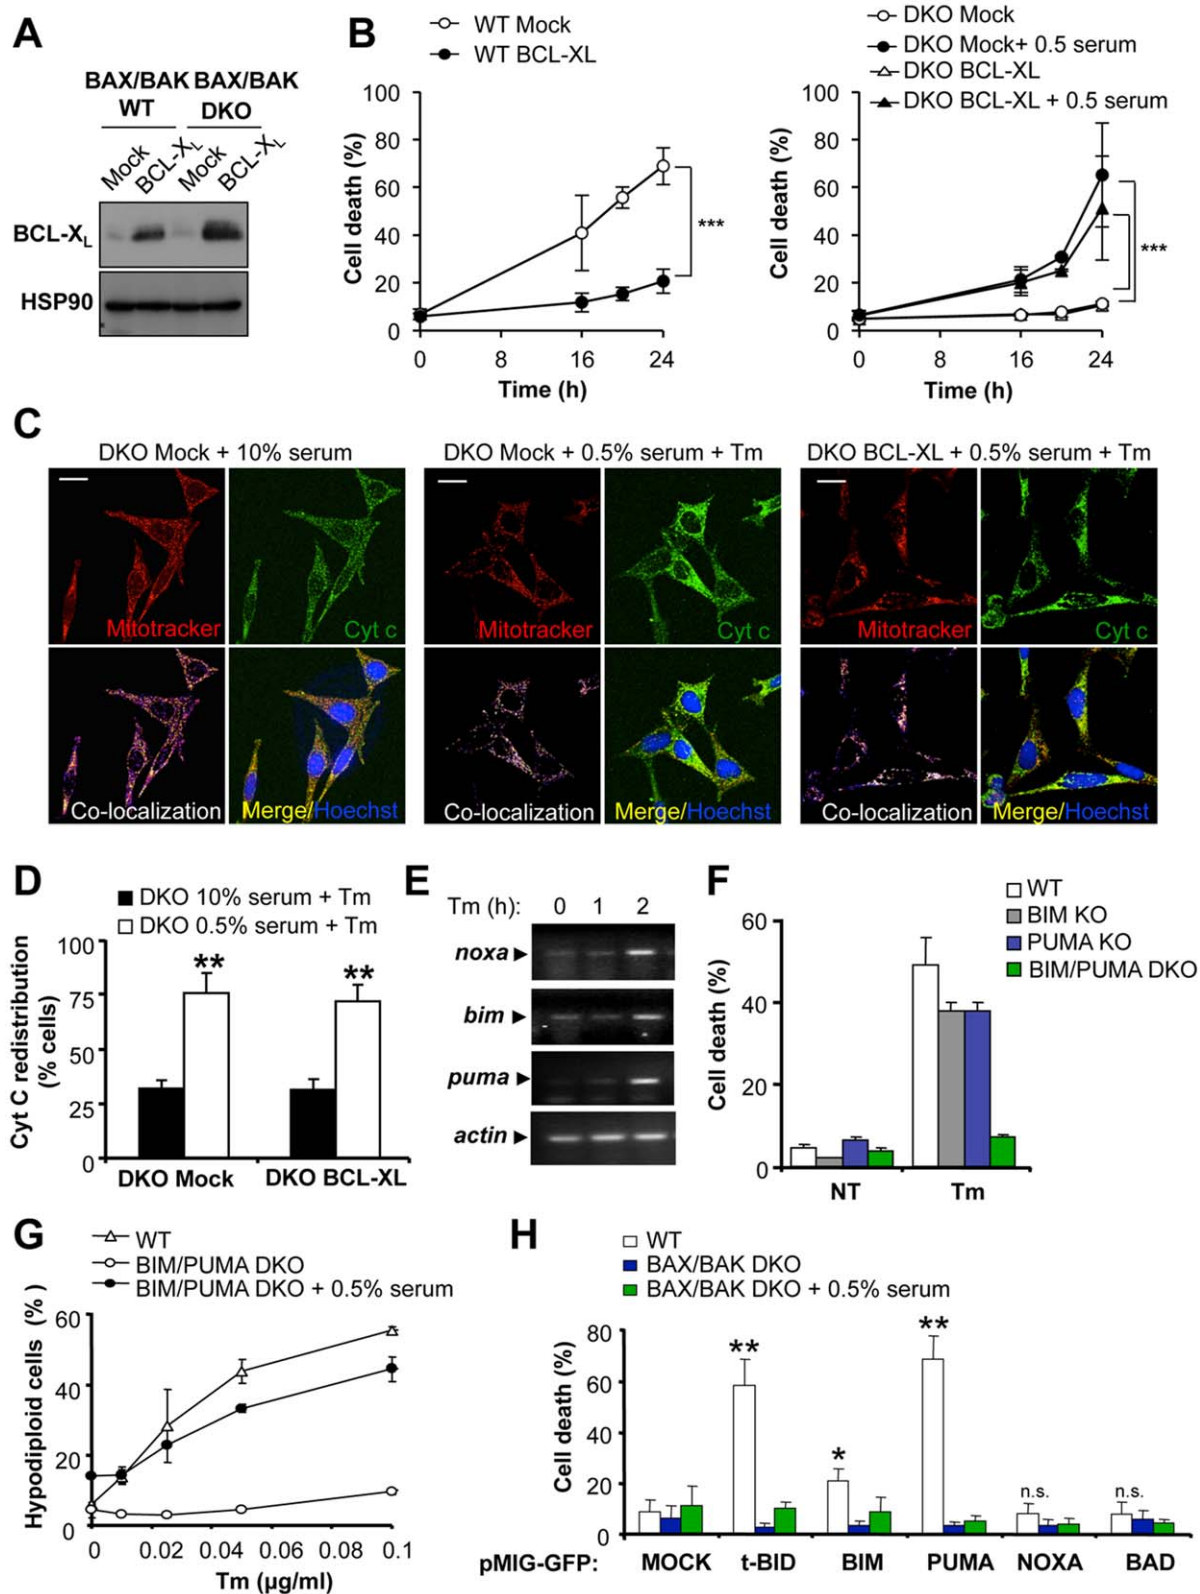 A
BAX/BAK BAX/BAK
WT DKO
Mock BCL-XL Mock BCL-XL
BCL-XL
HSP90
B
WT Mock
WT BCL-XL
Cell death (%)
100
80
60
40
20
0
***
0 8 16 24
Time (h)
DKO Mock
DKO Mock+ 0.5 serum
DKO BCL-XL
DKO BCL-XL + 0.5 serum
Cell death (%)
100
80
60
40
20
0
***
0 8 16 24
Time (h)
C
DKO Mock + 10% serum
Mitotracker
Cyt c
Co-localization
Merge/Hoechst
DKO Mock + 0.5% serum + Tm
Mitotracker
Cyt c
Co-localization
Merge/Hoechst
DKO BCL-XL + 0.5% serum + Tm
Mitotracker
Cyt c
Co-localization
Merge/Hoechst
D
DKO 10% serum + Tm
DKO 0.5% serum + Tm
Cyt C redistribution
(% cells)
100
75
50
25
0
** **
DKO Mock DKO BCL-XL
E
Tm (h): 0 1 2
noxa
bim
puma
actin
F
WT
BIM KO
PUMA KO
BIM/PUMA DKO
Cell death (%)
60
40
20
0
NT Tm
G
WT
BIM/PUMA DKO
BIM/PUMA DKO + 0.5% serum
Hypodiploid cells (%)
60
40
20
0
0 0.02 0.04 0.06 0.08 0.1
Tm (µg/ml)
H
WT
BAX/BAK DKO
BAX/BAK DKO + 0.5% serum
Cell death (%)
80
60
40
20
0
** * ** n.s. n.s.
pMIG-GFP: MOCK t-BID BIM PUMA NOXA BAD